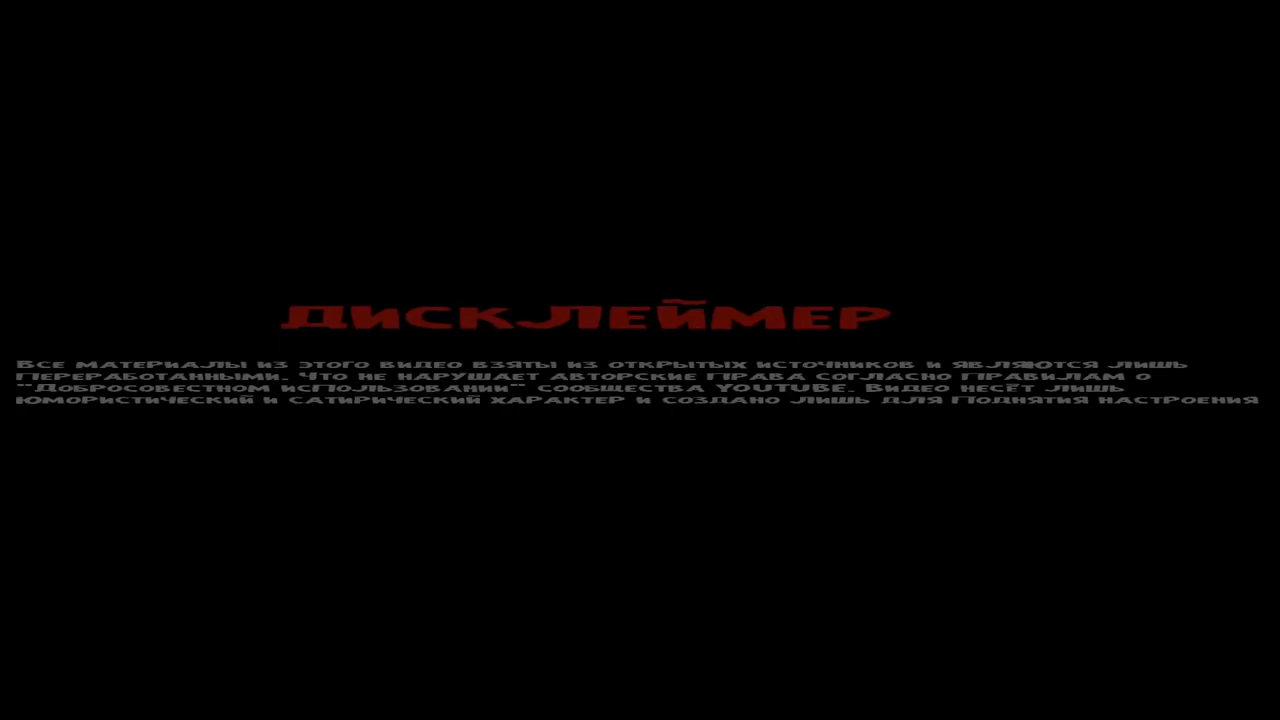 ДИСКЛЕЙМЕР
Все материалы из этого видео взяты из открытых источников и являются лишь
переработанными. Что не нарушает авторские права согласно правилам о
"Добросовестном использовании" сообщества YOUTUBE. Видео несёт лишь
юмористический и сатирический характер и создано лишь для поднятия настроения